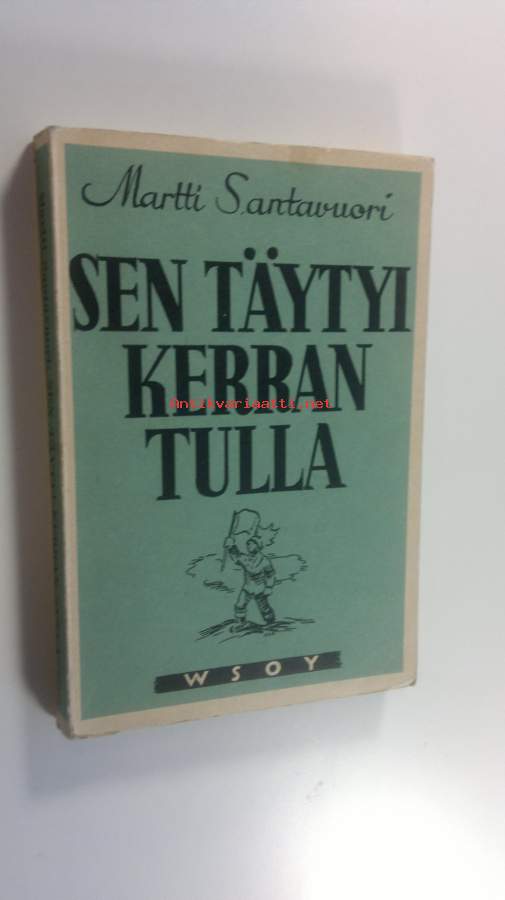 Martti Santavuori
SEN TÄYTYI
KERRAN
Antikvariaatti.net
TULLA
WSOY